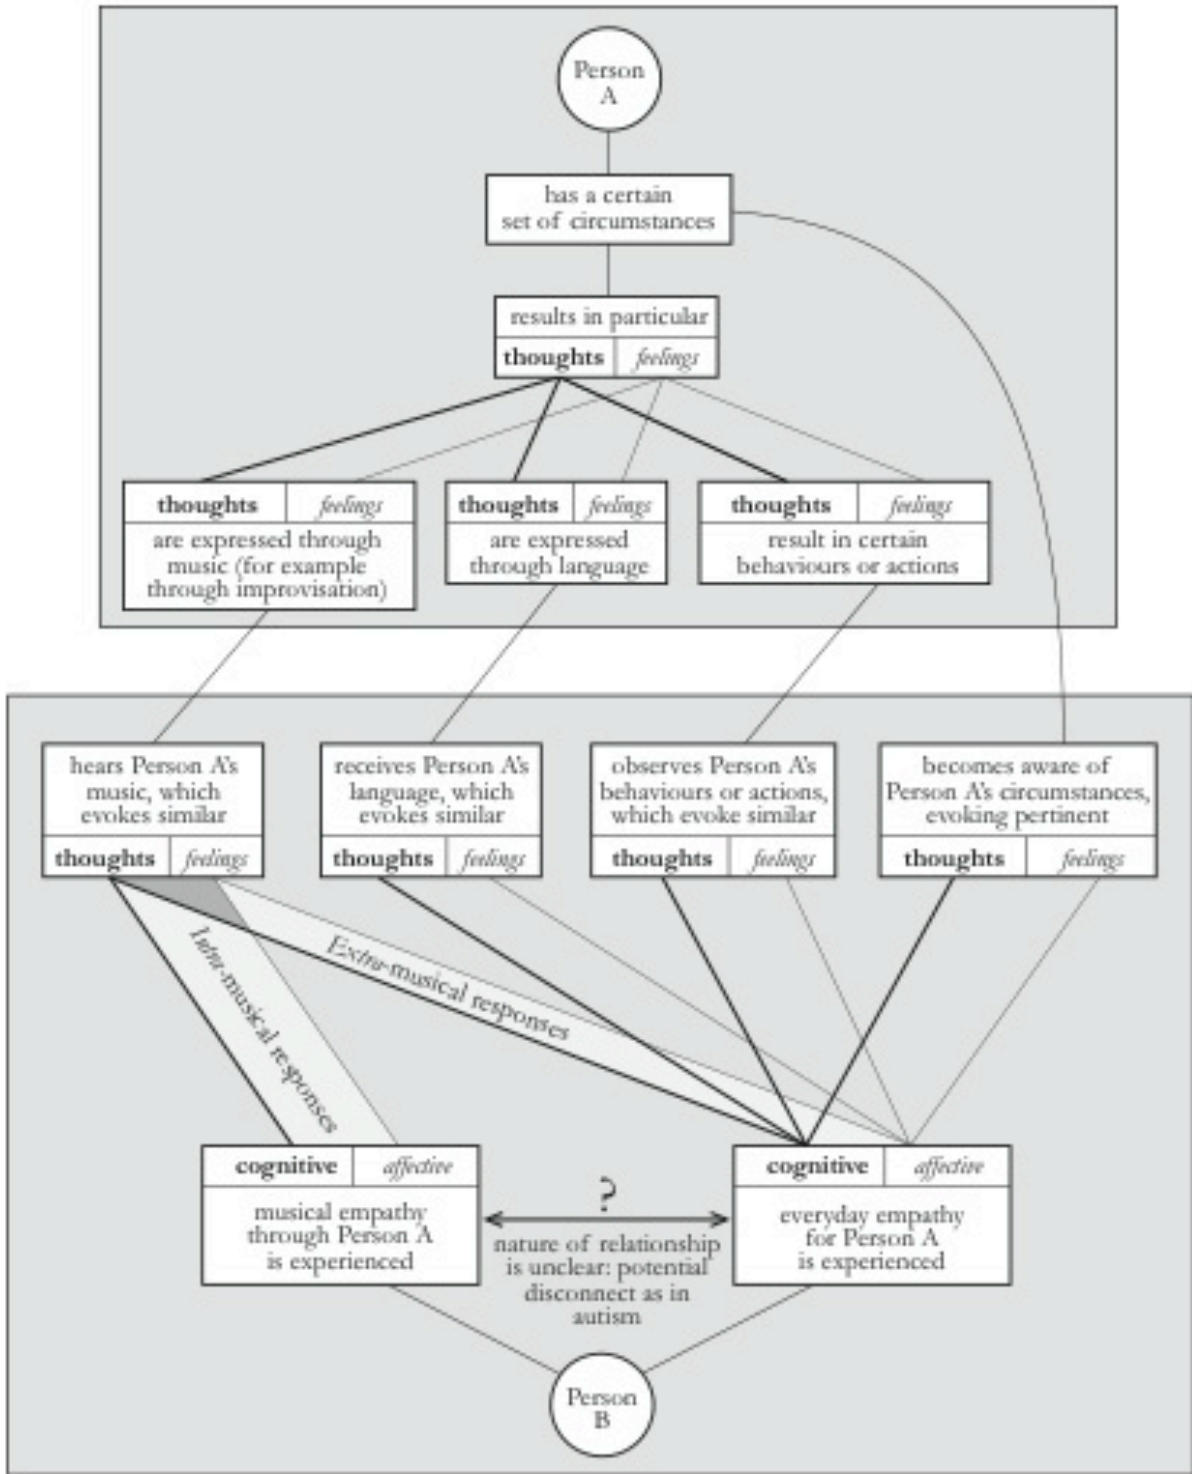 Person
A
has a certain
set of circumstances
results in particular
thoughts feelings
thoughts feelings
are expressed through
music (for example
through improvisation)
thoughts feelings
are expressed
through language
thoughts feelings
result in certain
behaviours or actions
hears Person A's
music, which
evokes similar
thoughts feelings
receives Person A's
language, which
evokes similar
thoughts feelings
observes Person A's
behaviours or actions,
which evoke similar
thoughts feelings
becomes aware of
Person A's circumstances,
evoking pertinent
thoughts feelings
Intra-musical responses
Extra-musical responses
cognitive affective
musical empathy
through Person A
is experienced
?
nature of relationship
is unclear: potential
disconnect as in
autism
cognitive affective
everyday empathy
for Person A
is experienced
Person
B